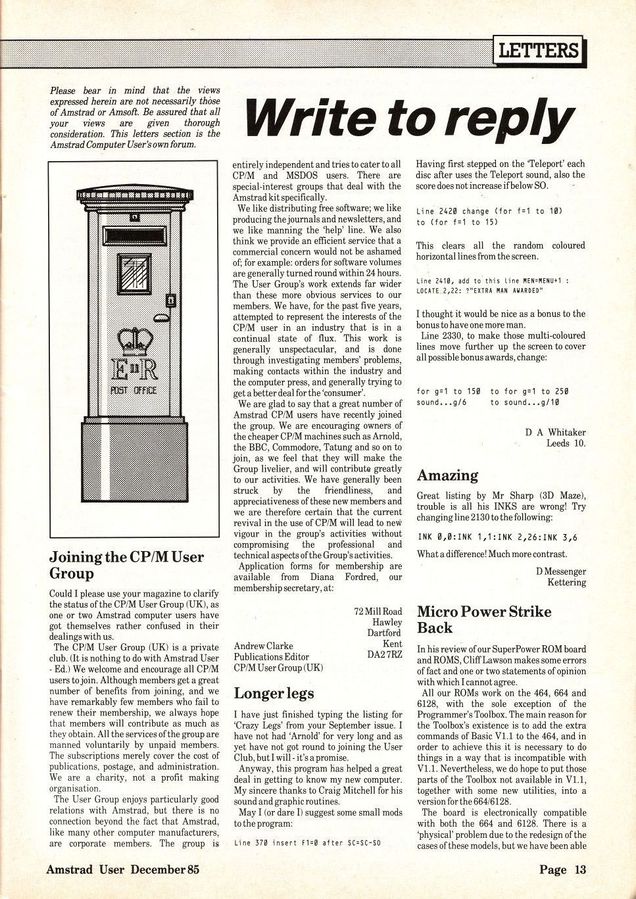 LETTERS
Please bear in mind that the views
expressed herein are not necessarily those
of Amstrad or Amsoft. Be assured that all
your views are given thorough
consideration. This letters section is the
Amstrad Computer User's own forum.
Write to reply
E II R
POST OFFICE
Joining the CP/M User
Group
Could I please use your magazine to clarify
the status of the CP/M User Group (UK), as
one or two Amstrad computer users have
got themselves rather confused in their
dealings with us.
The CP/M User Group (UK) is a private
club. (It is nothing to do with Amstrad User
- Ed.) We welcome and encourage all CP/M
users to join. Although members get a great
number of benefits from joining, and we
have remarkably few members who fail to
renew their membership, we always hope
that members will contribute as much as
they obtain. All the services of the group are
manned voluntarily by unpaid members.
The subscriptions merely cover the cost of
publications, postage, and administration.
We are a charity, not a profit making
organisation.
The User Group enjoys particularly good
relations with Amstrad, but there is no
connection beyond the fact that Amstrad,
like many other computer manufacturers,
are corporate members. The group is
entirely independent and tries to cater to all
CP/M and MSDOS users. There are
special-interest groups that deal with the
Amstrad kit specifically.
We like distributing free software; we like
producing the journals and newsletters, and
we like manning the 'help' line. We also
think we provide an efficient service that a
commercial concern would not be ashamed
of; for example: orders for software volumes
are generally turned round within 24 hours.
The User Group's work extends far wider
than these more obvious services to our
members. We have, for the past five years,
attempted to represent the interests of the
CP/M user in an industry that is in a
continual state of flux. This work is
generally unspectacular, and is done
through investigating members' problems,
making contacts within the industry and
the computer press, and generally trying to
get a better deal for the 'consumer'.
We are glad to say that a great number of
Amstrad CP/M users have recently joined
the group. We are encouraging owners of
the cheaper CP/M machines such as Arnold,
the BBC, Commodore, Tatung and so on to
join, as we feel that they will make the
Group livelier, and will contribute greatly
to our activities. We have generally been
struck by the friendliness, and
appreciativeness of these new members and
we are therefore certain that the current
revival in the use of CP/M will lead to new
vigour in the group's activities without
compromising the professional and
technical aspects of the Group's activities.
Application forms for membership are
available from Diana Fordred, our
membership secretary, at:
72 Mill Road
Hawley
Dartford
Kent
DA2 7RZ
Andrew Clarke
Publications Editor
CP/M User Group (UK)
Longer legs
I have just finished typing the listing for
'Crazy Legs' from your September issue. I
have not had 'Arnold' for very long and as
yet have not got round to joining the User
Club, but I will - it's a promise.
Anyway, this program has helped a great
deal in getting to know my new computer.
My sincere thanks to Craig Mitchell for his
sound and graphic routines.
May I (or dare I) suggest some small mods
to the program:
Line 370 insert F1=0 after SC=SC-SO
Having first stepped on the 'Teleport' each
disc after uses the Teleport sound, also the
score does not increase if below SO.
Line 2420 change (for f=1 to 10)
to (for f=1 to 15)
This clears all the random coloured
horizontal lines from the screen.
Line 2410, add to this line MEN=MENU+1 :
LOCATE 2,22: ?"EXTRA MAN AWARDED"
I thought it would be nice as a bonus to the
bonus to have one more man.
Line 2330, to make those multi-coloured
lines move further up the screen to cover
all possible bonus awards, change:
for g=1 to 150 to for g=1 to 250
sound...g/6 to sound...g/10
D A Whitaker
Leeds 10.
Amazing
Great listing by Mr Sharp (3D Maze),
trouble is all his INKS are wrong! Try
changing line 2130 to the following:
INK 0,0:INK 1,1:INK 2,26:INK 3,6
What a difference! Much more contrast.
D Messenger
Kettering
Micro Power Strike
Back
In his review of our SuperPower ROM board
and ROMS, Cliff Lawson makes some errors
of fact and one or two statements of opinion
with which I cannot agree.
All our ROMs work on the 464, 664 and
6128, with the sole exception of the
Programmer's Toolbox. The main reason for
the Toolbox's existence is to add the extra
commands of Basic V1.1 to the 464, and in
order to achieve this it is necessary to do
things in a way that is incompatible with
V1.1. Nevertheless, we do hope to put those
parts of the Toolbox not available in V1.1,
together with some new utilities, into a
version for the 664/6128.
The board is electronically compatible
with both the 664 and 6128. There is a
'physical' problem due to the redesign of the
cases of these models, but we have been able
Amstrad User December 85
Page 13